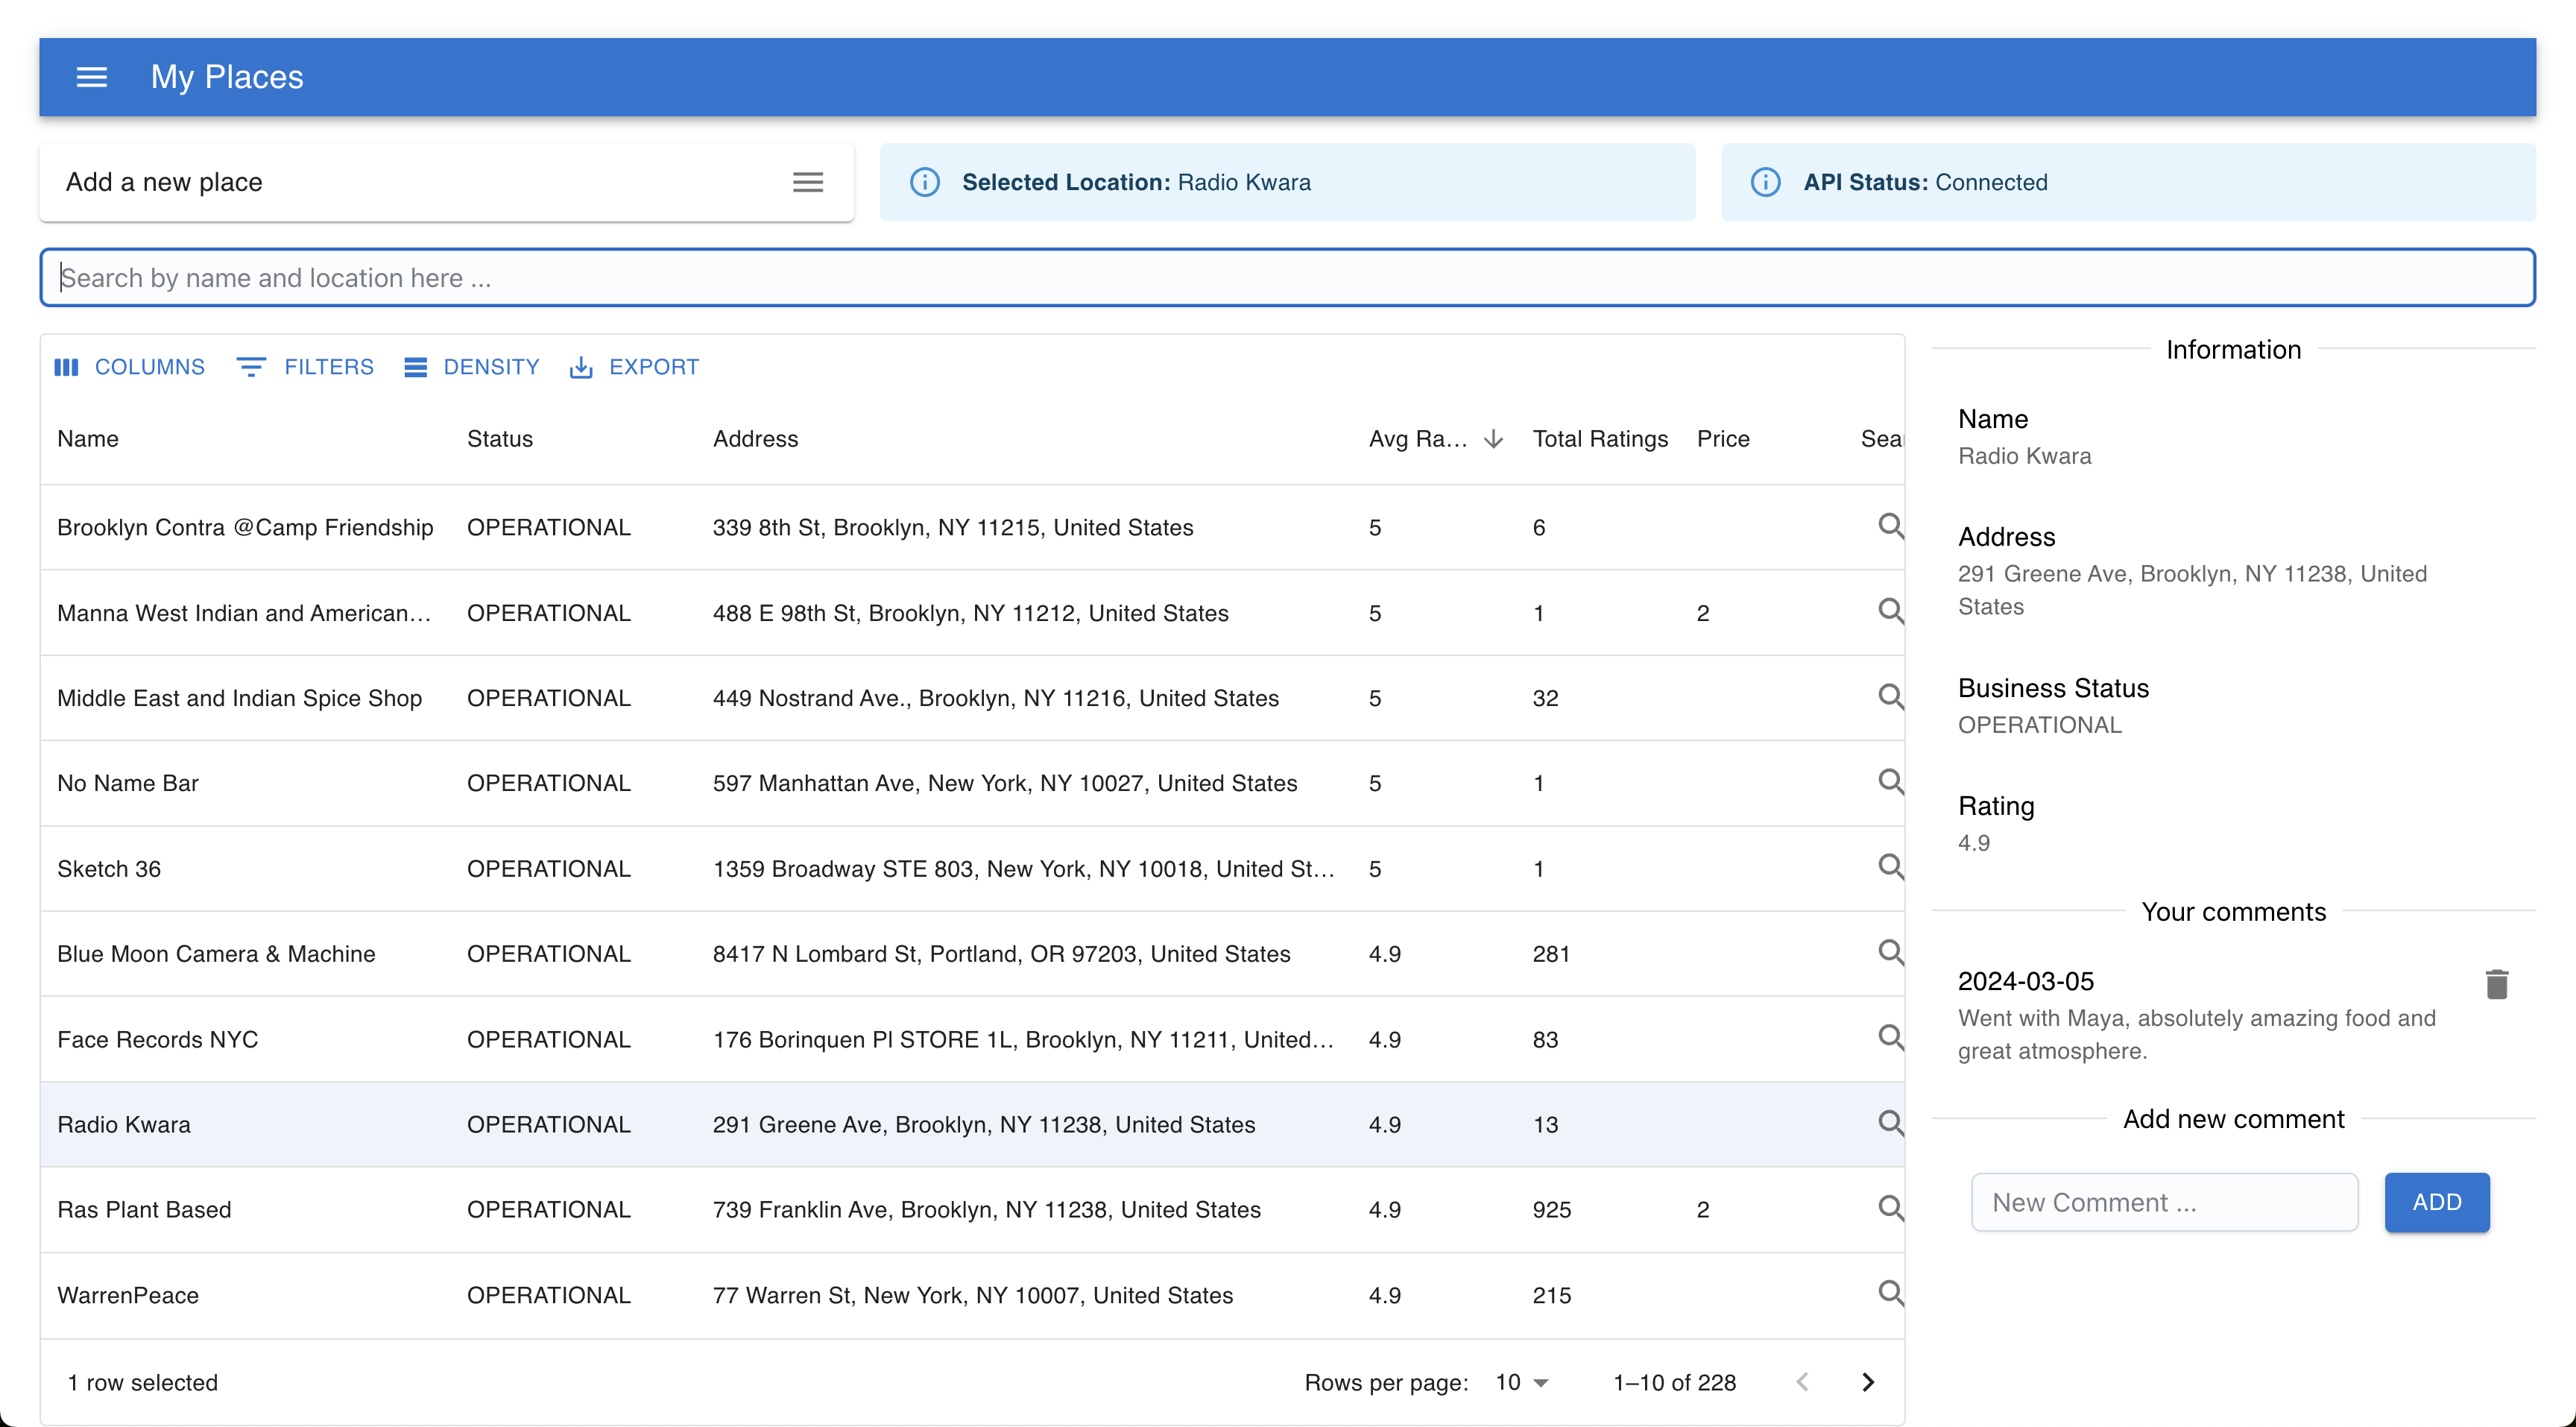 My Places
Add a new place
Selected Location: Radio Kwara
API Status: Connected
Search by name and location here ...
COLUMNS FILTERS DENSITY EXPORT
Name Status Address Avg Ra... Total Ratings Price Sear
Brooklyn Contra @Camp Friendship OPERATIONAL 339 8th St, Brooklyn, NY 11215, United States 5 6
Manna West Indian and American... OPERATIONAL 488 E 98th St, Brooklyn, NY 11212, United States 5 1 2
Middle East and Indian Spice Shop OPERATIONAL 449 Nostrand Ave., Brooklyn, NY 11216, United States 5 32
No Name Bar OPERATIONAL 597 Manhattan Ave, New York, NY 10027, United States 5 1
Sketch 36 OPERATIONAL 1359 Broadway STE 803, New York, NY 10018, United St... 5 1
Blue Moon Camera & Machine OPERATIONAL 8417 N Lombard St, Portland, OR 97203, United States 4.9 281
Face Records NYC OPERATIONAL 176 Borinquen Pl STORE 1L, Brooklyn, NY 11211, United... 4.9 83
Radio Kwara OPERATIONAL 291 Greene Ave, Brooklyn, NY 11238, United States 4.9 13
Ras Plant Based OPERATIONAL 739 Franklin Ave, Brooklyn, NY 11238, United States 4.9 925 2
WarrenPeace OPERATIONAL 77 Warren St, New York, NY 10007, United States 4.9 215
1 row selected Rows per page: 10 1–10 of 228
Information
Name
Radio Kwara
Address
291 Greene Ave, Brooklyn, NY 11238, United
States
Business Status
OPERATIONAL
Rating
4.9
Your comments
2024-03-05
Went with Maya, absolutely amazing food and
great atmosphere.
Add new comment
New Comment ...
ADD